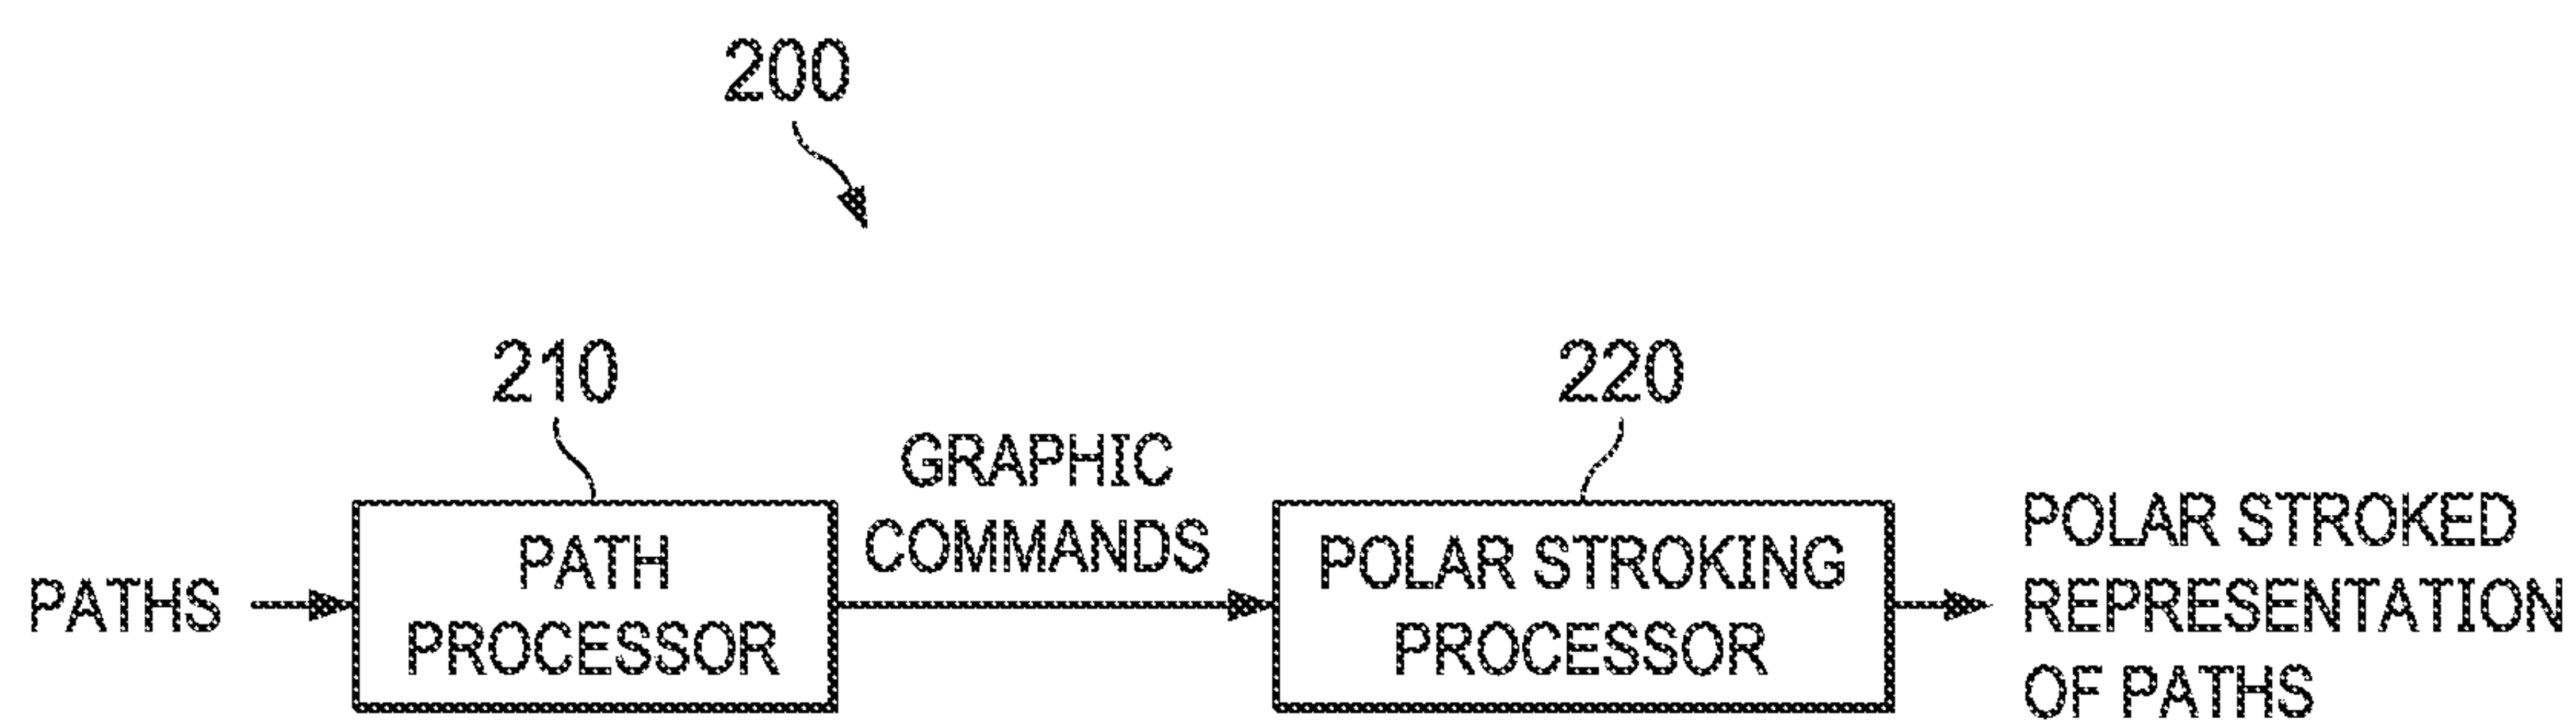 200
210
220
GRAPHIC
COMMANDS
PATHS
PATH
PROCESSOR
POLAR STROKING
PROCESSOR
POLAR STROKED
REPRESENTATION
OF PATHS